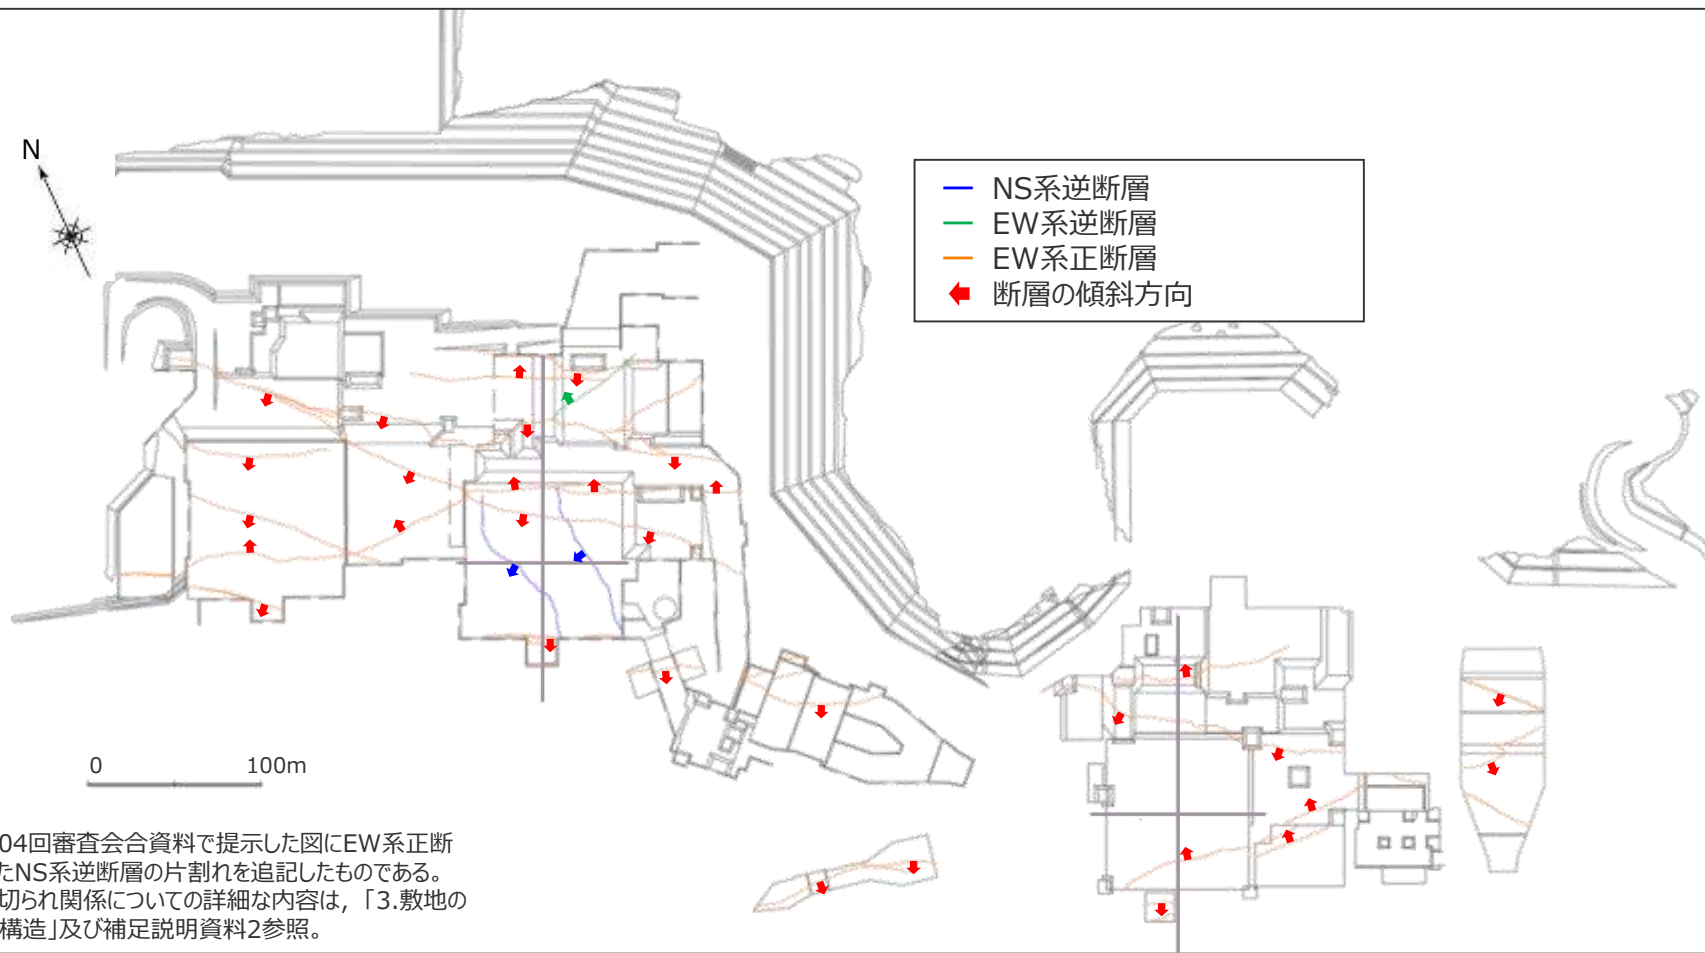 N
NS系逆断層
EW系逆断層
EW系正断層
断層の傾斜方向
0 100m
04回審査会合資料で提示した図にEW系正断
たNS系逆断層の片割れを追記したものである。
切られ関係についての詳細な内容は,「3.敷地の
構造」及び補足説明資料2参照。